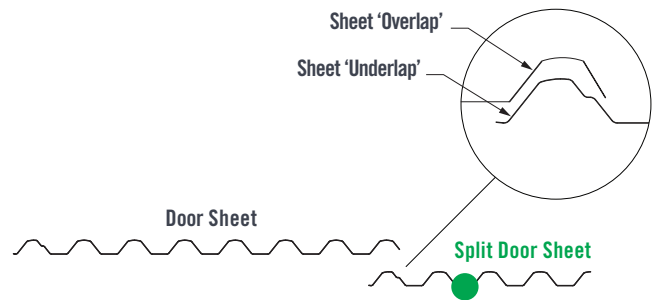 Sheet ‘Overlap’
Sheet ‘Underlap’
Door Sheet
Split Door Sheet